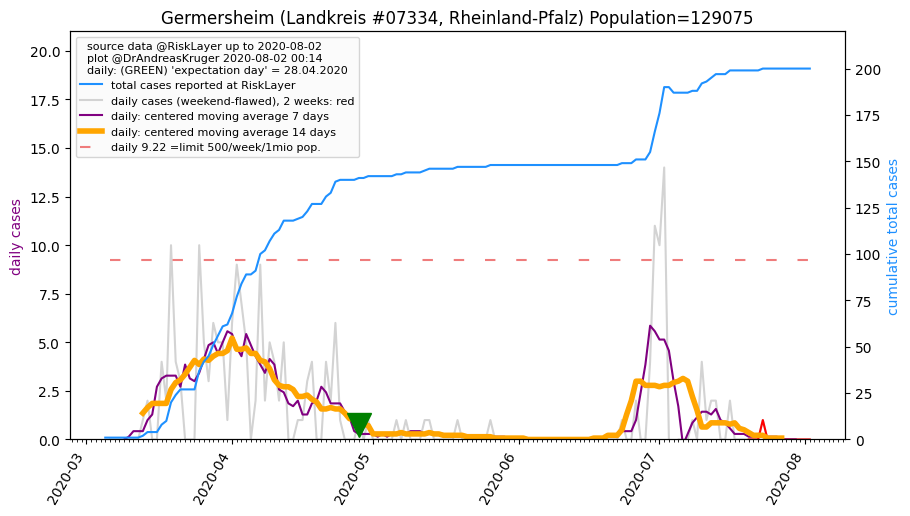 Germersheim (Landkreis #07334, Rheinland-Pfalz) Population=129075
source data @RiskLayer up to 2020-08-02
plot @DrAndreasKruger 2020-08-02 00:14
daily: (GREEN) 'expectation day' = 28.04.2020
total cases reported at RiskLayer
daily cases (weekend-flawed), 2 weeks: red
daily: centered moving average 7 days
daily: centered moving average 14 days
daily 9.22 =limit 500/week/1mio pop.
daily cases
20.0
17.5
15.0
12.5
10.0
7.5
5.0
2.5
0.0
200
175
150
125
100
75
50
25
0
cumulative total cases
2020-03
2020-04
2020-05
2020-06
2020-07
2020-08